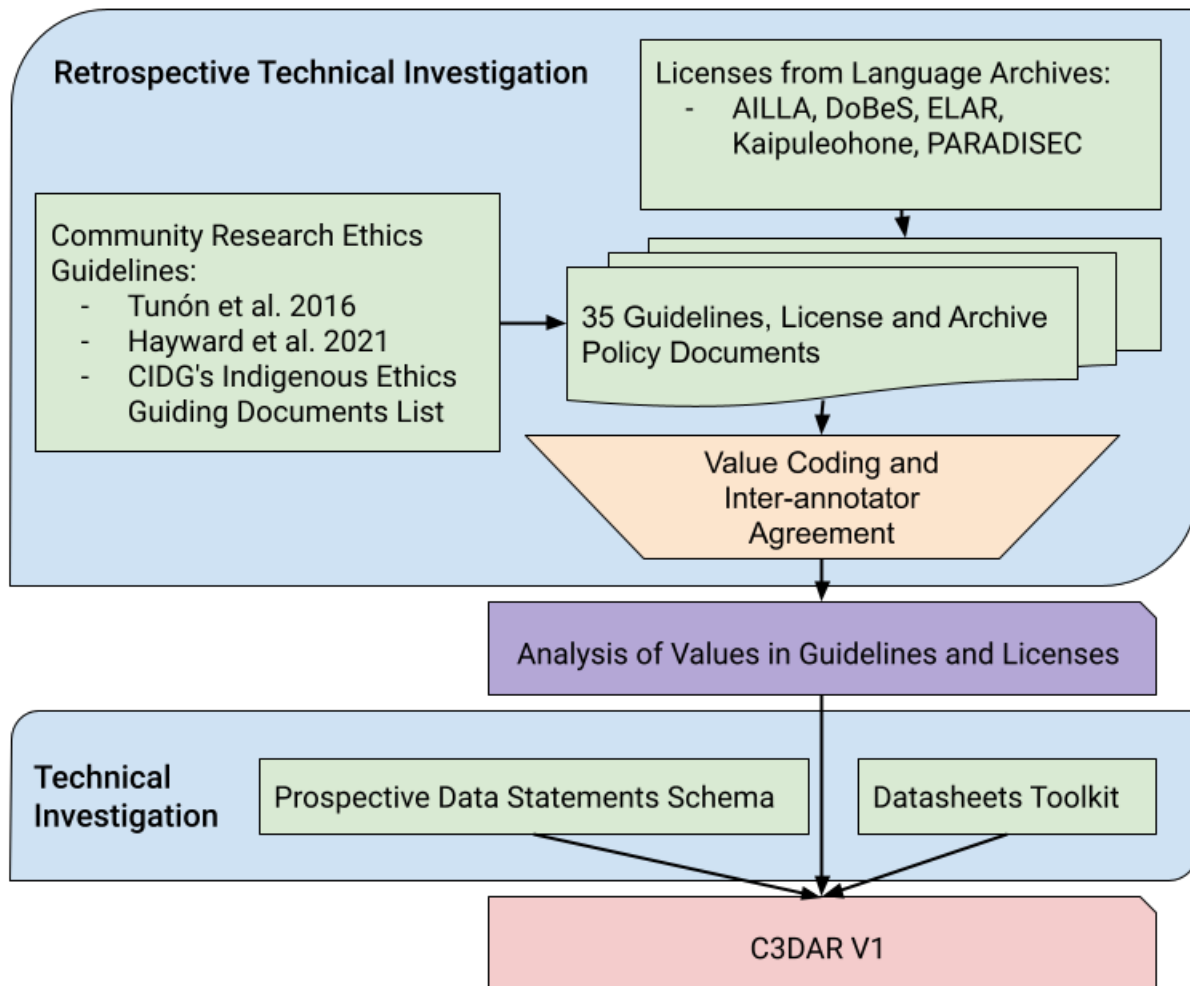 Retrospective Technical Investigation
Licenses from Language Archives:
- AILLA, DoBeS, ELAR,
Kaipuleohone, PARADISEC
Community Research Ethics
Guidelines:
- Tunón et al. 2016
- Hayward et al. 2021
- CIDG's Indigenous Ethics
Guiding Documents List
35 Guidelines, License and Archive
Policy Documents
Value Coding and
Inter-annotator
Agreement
Analysis of Values in Guidelines and Licenses
Technical
Investigation
Prospective Data Statements Schema
Datasheets Toolkit
C3DAR V1